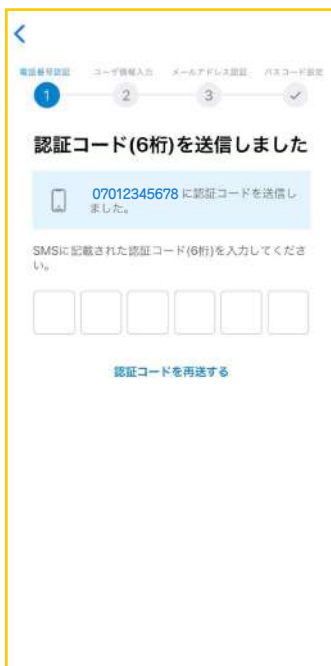 電話番号認証 ユーザ情報入力 メールアドレス認証 パスコード設定
1 2 3
認証コード(6桁)を送信しました
07012345678 に認証コードを送信し
ました。
SMSに記載された認証コード(6桁)を入力してくださ
い。
認証コードを再送する